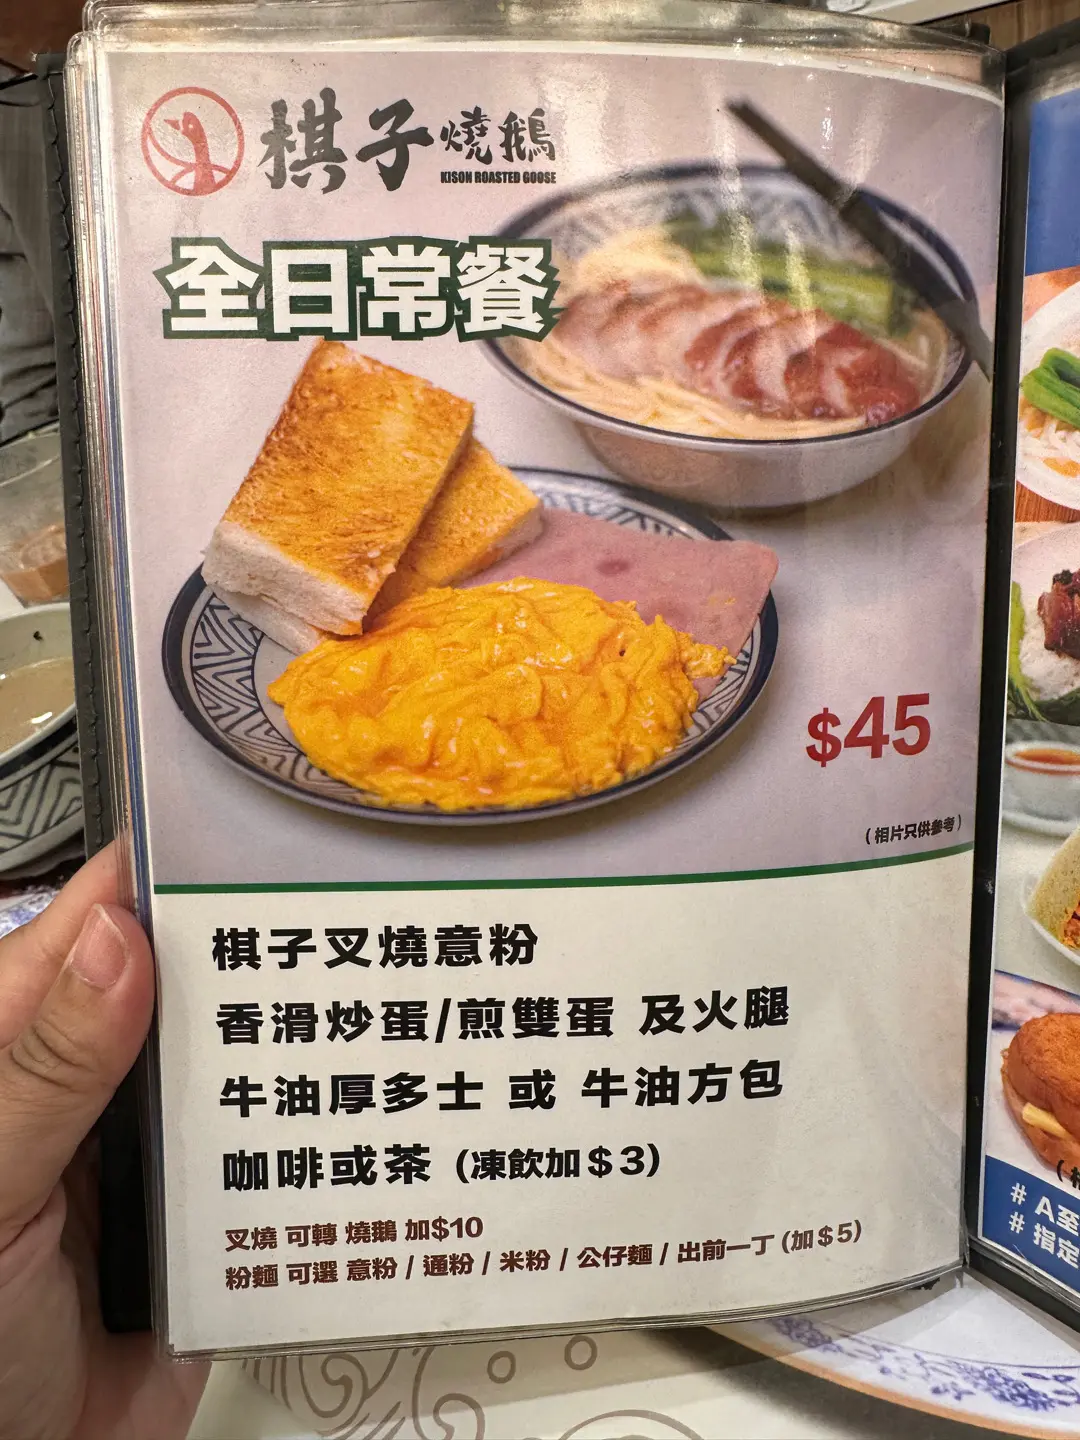 棋子燒鵝
KISON ROASTED GOOSE
全日常餐
$45
(相片只供參考)
棋子叉燒意粉
香滑炒蛋/煎雙蛋 及火腿
牛油厚多士 或 牛油方包
咖啡或茶 (凍飲加$3)
叉燒 可轉 燒鵝 加$10
粉麵 可選 意粉 / 通粉 / 米粉 / 公仔麵 / 出前一丁 (加$5)
# A至
# 指定